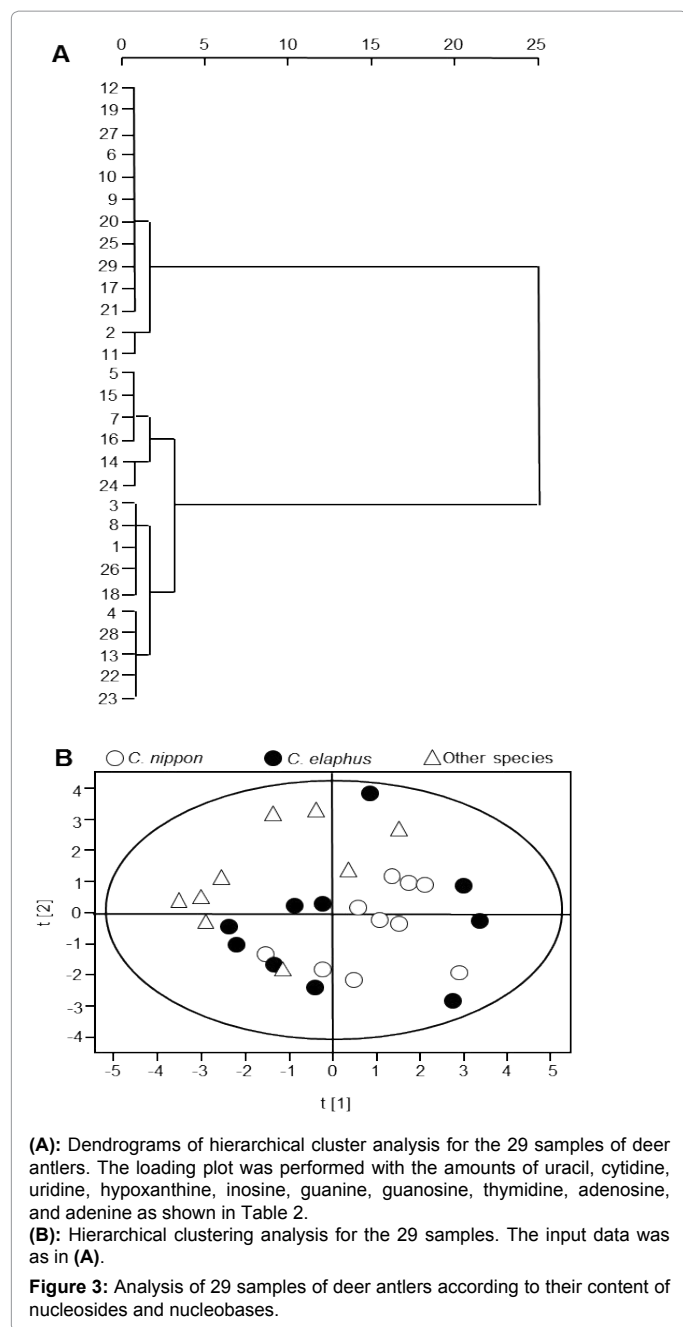 A
0 5 10 15 20 25
12
19
27
6
10
9
20
25
29
17
21
2
11
5
15
7
16
14
24
3
8
1
26
18
4
28
13
22
23
B C. nippon C. elaphus Other species
4
3
2
1
0
-1
-2
-3
-4
t [2]
-5 -4 -3 -2 -1 0 1 2 3 4 5
t [1]
(A): Dendrograms of hierarchical cluster analysis for the 29 samples of deer
antlers. The loading plot was performed with the amounts of uracil, cytidine,
uridine, hypoxanthine, inosine, guanine, guanosine, thymidine, adenosine,
and adenine as shown in Table 2.
(B): Hierarchical clustering analysis for the 29 samples. The input data was
as in (A).
Figure 3: Analysis of 29 samples of deer antlers according to their content of
nucleosides and nucleobases.